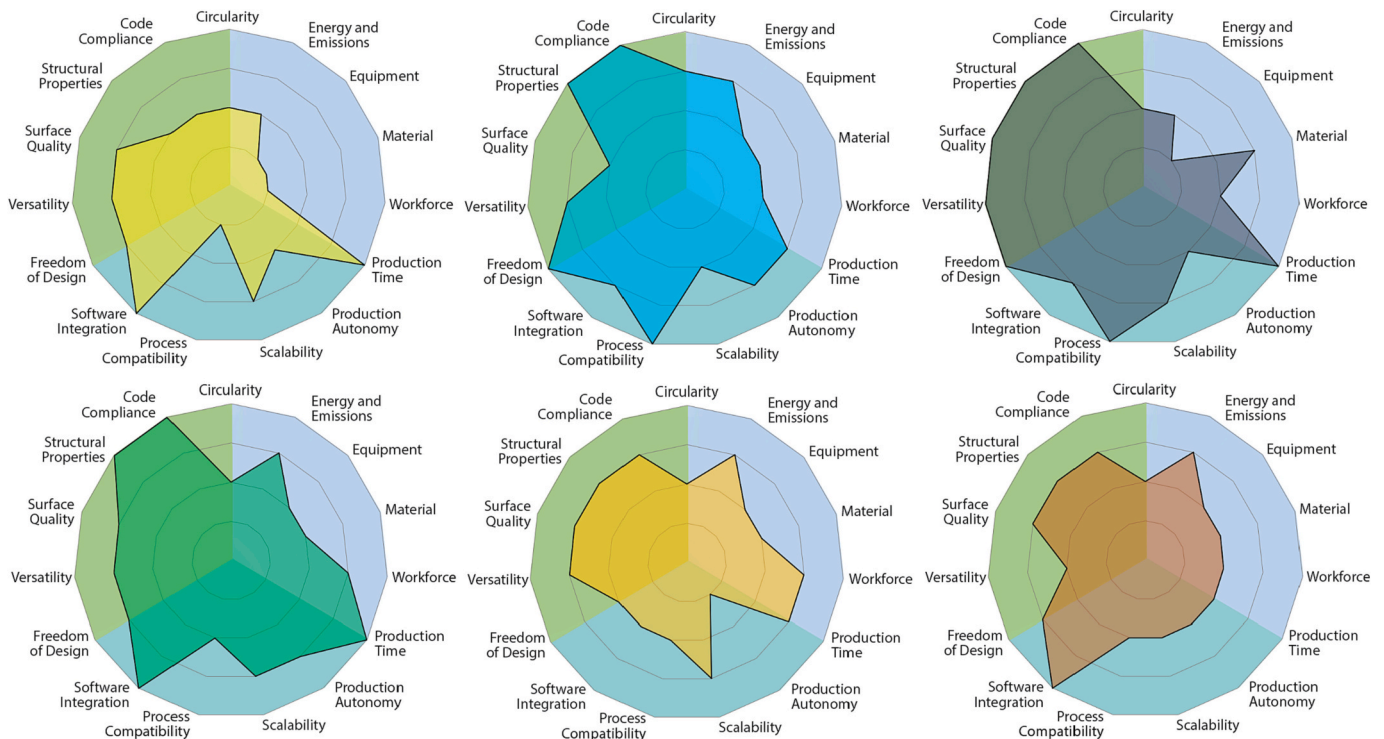 Circularity
Energy and
Emissions
Equipment
Material
Workforce
Production
Time
Production
Autonomy
Scalability
Process
Compatibility
Software
Integration
Freedom
of Design
Versatility
Surface
Quality
Structural
Properties
Code
Compliance
Circularity
Energy and
Emissions
Equipment
Material
Workforce
Production
Time
Production
Autonomy
Scalability
Process
Compatibility
Software
Integration
Freedom
of Design
Versatility
Surface
Quality
Structural
Properties
Code
Compliance
Circularity
Energy and
Emissions
Equipment
Material
Workforce
Production
Time
Production
Autonomy
Scalability
Process
Compatibility
Software
Integration
Freedom
of Design
Versatility
Surface
Quality
Structural
Properties
Code
Compliance
Circularity
Energy and
Emissions
Equipment
Material
Workforce
Production
Time
Production
Autonomy
Scalability
Process
Compatibility
Software
Integration
Freedom
of Design
Versatility
Surface
Quality
Structural
Properties
Code
Compliance
Circularity
Energy and
Emissions
Equipment
Material
Workforce
Production
Time
Production
Autonomy
Scalability
Process
Compatibility
Software
Integration
Freedom
of Design
Versatility
Surface
Quality
Structural
Properties
Code
Compliance
Circularity
Energy and
Emissions
Equipment
Material
Workforce
Production
Time
Production
Autonomy
Scalability
Process
Compatibility
Software
Integration
Freedom
of Design
Versatility
Surface
Quality
Structural
Properties
Code
Compliance